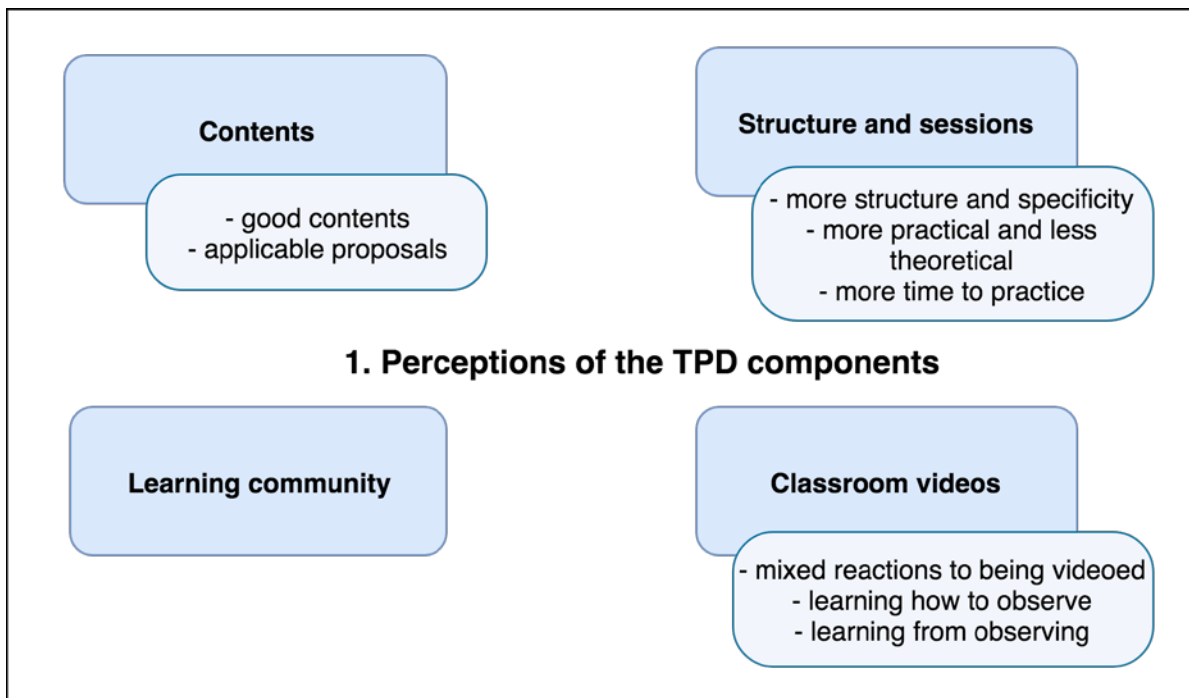 Contents
- good contents
- applicable proposals
Structure and sessions
- more structure and specificity
- more practical and less
theoretical
- more time to practice
1. Perceptions of the TPD components
Learning community
Classroom videos
- mixed reactions to being videoed
- learning how to observe
- learning from observing